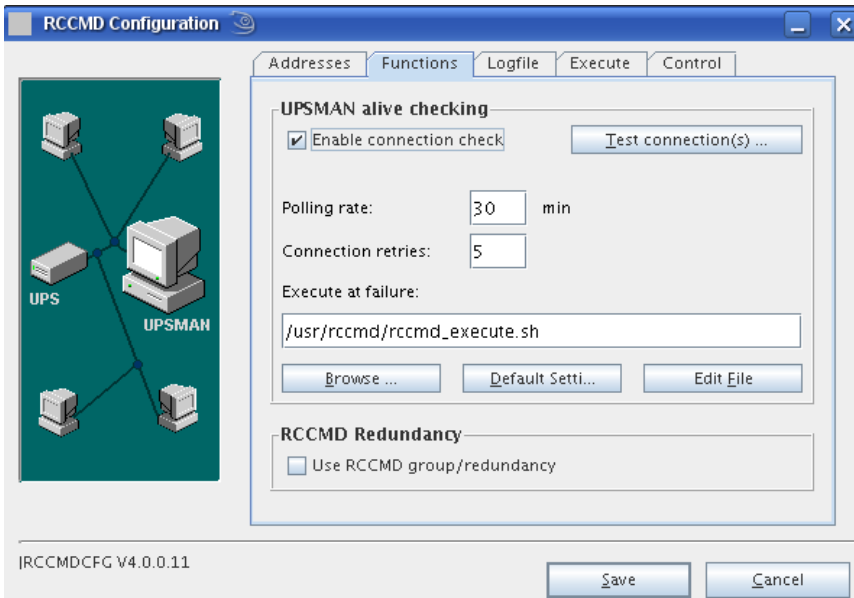 RCCMD Configuration
Addresses
Functions
Logfile
Execute
Control
UPSMAN alive checking
Enable connection check
Test connection(s) ...
Polling rate:
30
min
Connection retries:
5
Execute at failure:
/usr/rccmd/rccmd_execute.sh
Browse ...
Default Setti...
Edit File
RCCMD Redundancy
Use RCCMD group/redundancy
UPS
UPSMAN
|RCCMDCFG V4.0.0.11
Save
Cancel